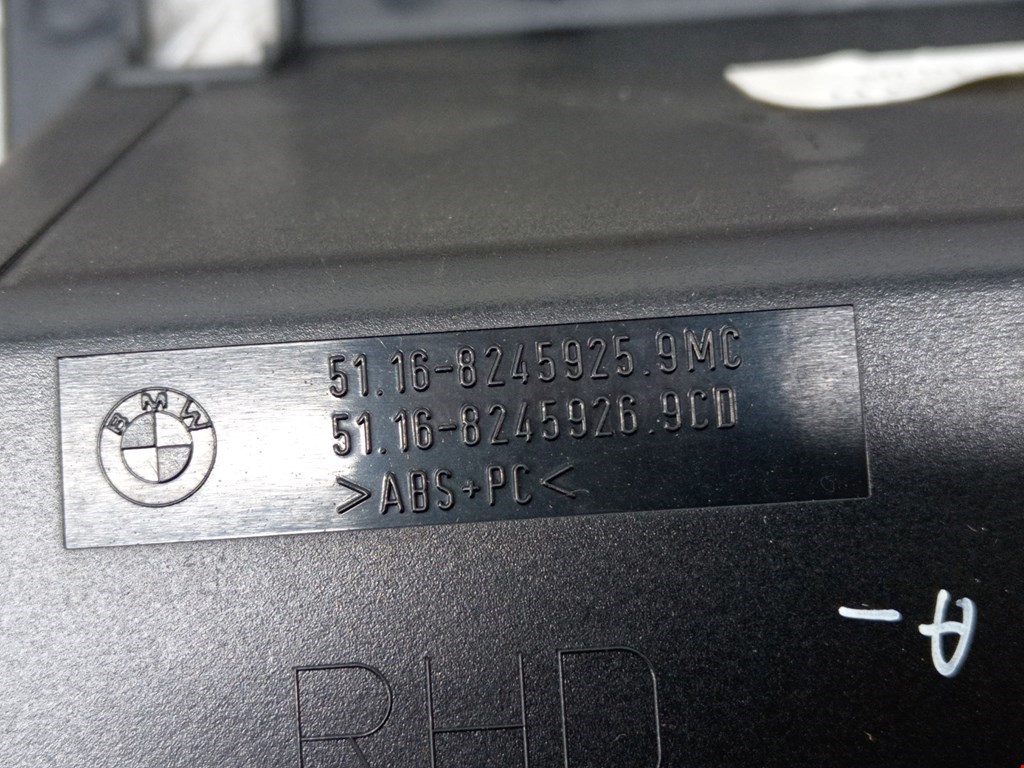 BMW
51.16-8245925.9MC
51.16-8245926.9CD
>ABS+PC<
RHD